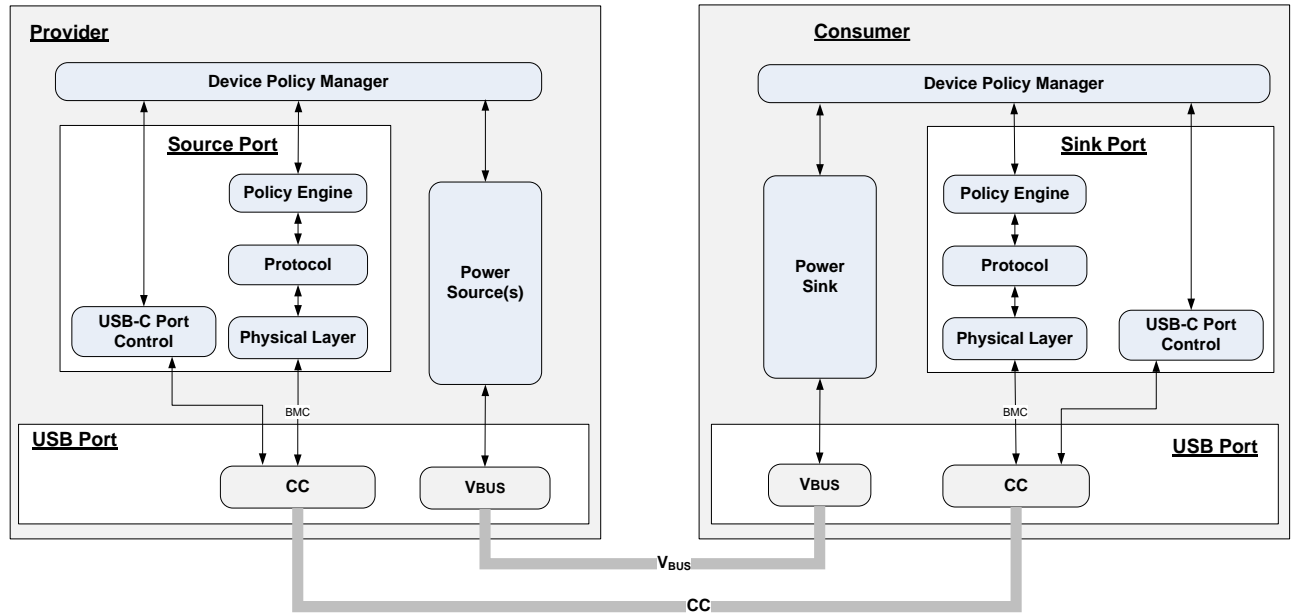 Provider
Device Policy Manager
Source Port
Policy Engine
Protocol
Physical Layer
USB-C Port
Control
Power
Source(s)
BMC
USB Port
CC
VBUS
Consumer
Device Policy Manager
Sink Port
Power
Sink
Policy Engine
Protocol
Physical Layer
USB-C Port
Control
BMC
USB Port
VBUS
CC
VBUS
CC